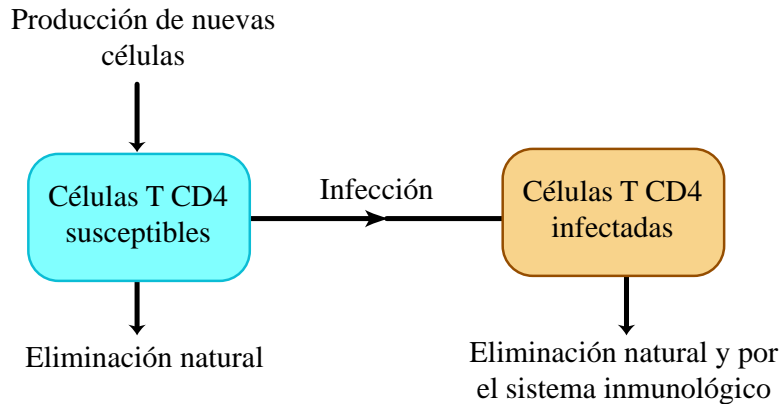 Producción de nuevas
células
Células T CD4
susceptibles
Infección
Células T CD4
infectadas
Eliminación natural
Eliminación natural y por
el sistema inmunológico